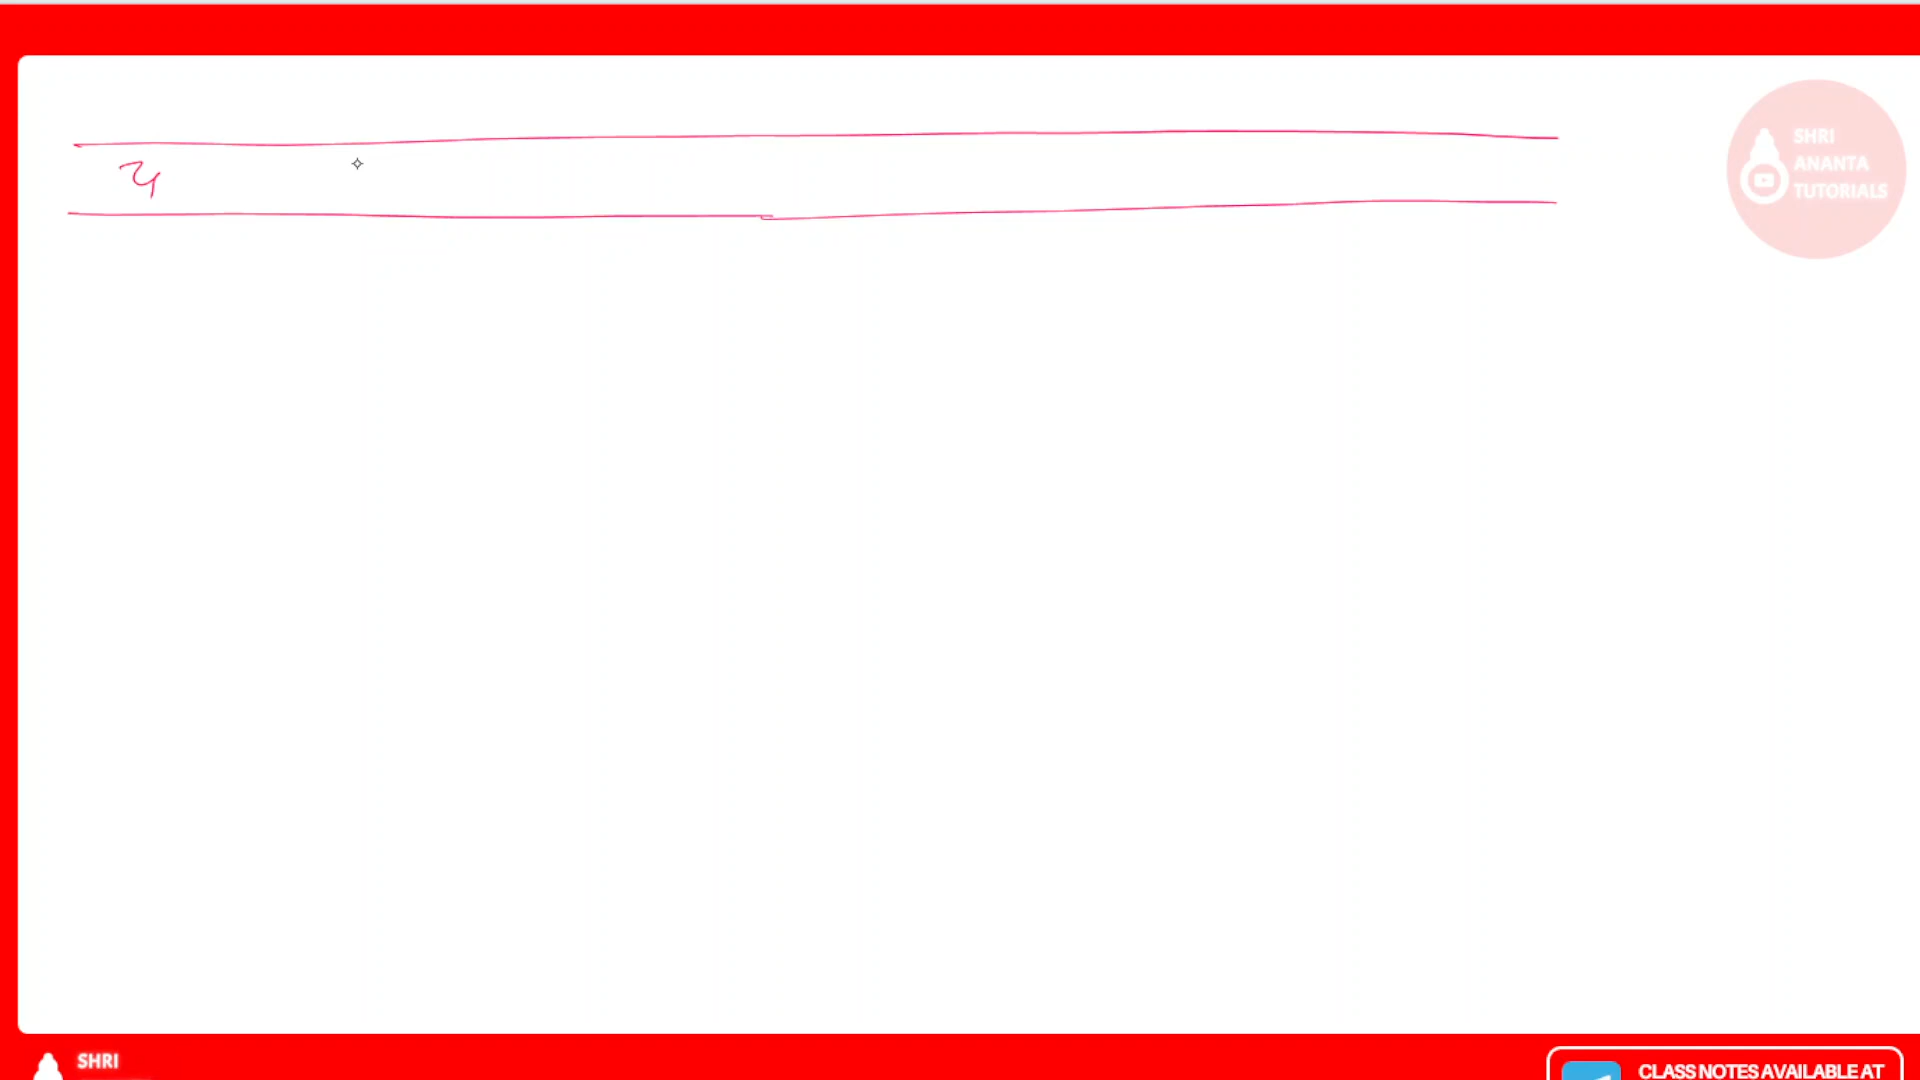 SHRI
ANANTA
TUTORIALS
SHRI
CLASS NOTES AVAILABLE AT